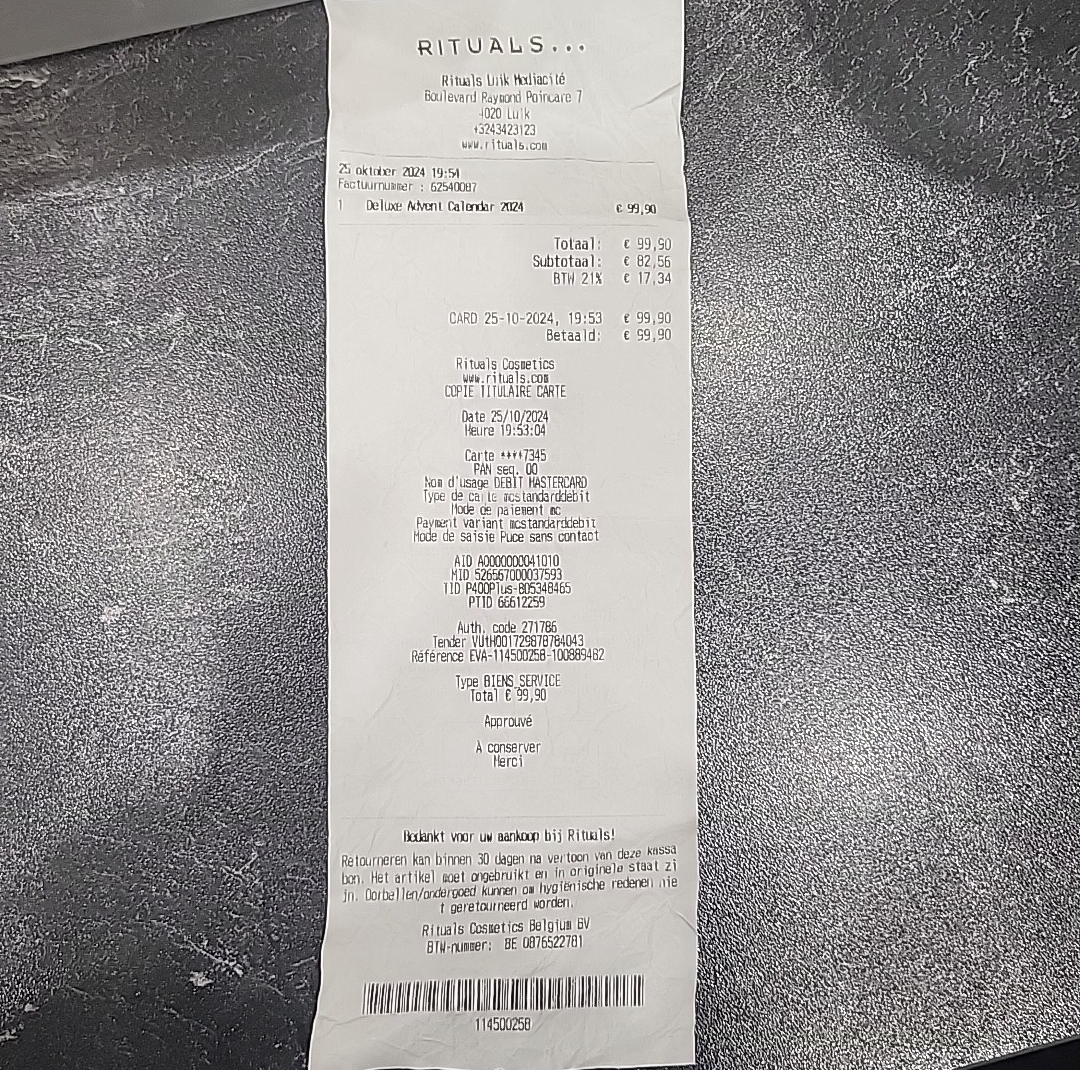 RITUALS...
Rituals Luik Mediacité
Boulevard Raymond Poincare 7
4020 Luik
+3243423123
www.rituals.com
25 oktober 2024 19:54
Factuurnummer : 62540087
1 Deluxe Advent Calendar 2024 € 99,90
Totaal: € 99,90
Subtotaal: € 82,56
BTW 21% € 17,34
CARD 25-10-2024, 19:53 € 99,90
Betaald: € 99,90
Rituals Cosmetics
www.rituals.com
COPIE TITULAIRE CARTE
Date 25/10/2024
Heure 19:53:04
Carte ****7345
PAN seq. 00
Nom d'usage DEBIT MASTERCARD
Type de carte mcstandarddebit
Mode de paiement mc
Payment variant mcstandarddebit
Mode de saisie Puce sans contact
AID A0000000041010
MID 526567000037593
TID P400Plus-805348465
PTID 66612259
Auth. code 271786
Tender VUtH001729878784043
Référence EVA-114500258-100889482
Type BIENS_SERVICE
Total € 99,90
Approuvé
À conserver
Merci
Bedankt voor uw aankoop bij Rituals!
Retourneren kan binnen 30 dagen na vertoon van deze kassa
bon. Het artikel moet ongebruikt en in originele staat zi
jn. Oorbellen/ondergoed kunnen om hygiënische redenen nie
t geretourneerd worden.
Rituals Cosmetics Belgium BV
BTW-nummer: BE 0876522781
114500258